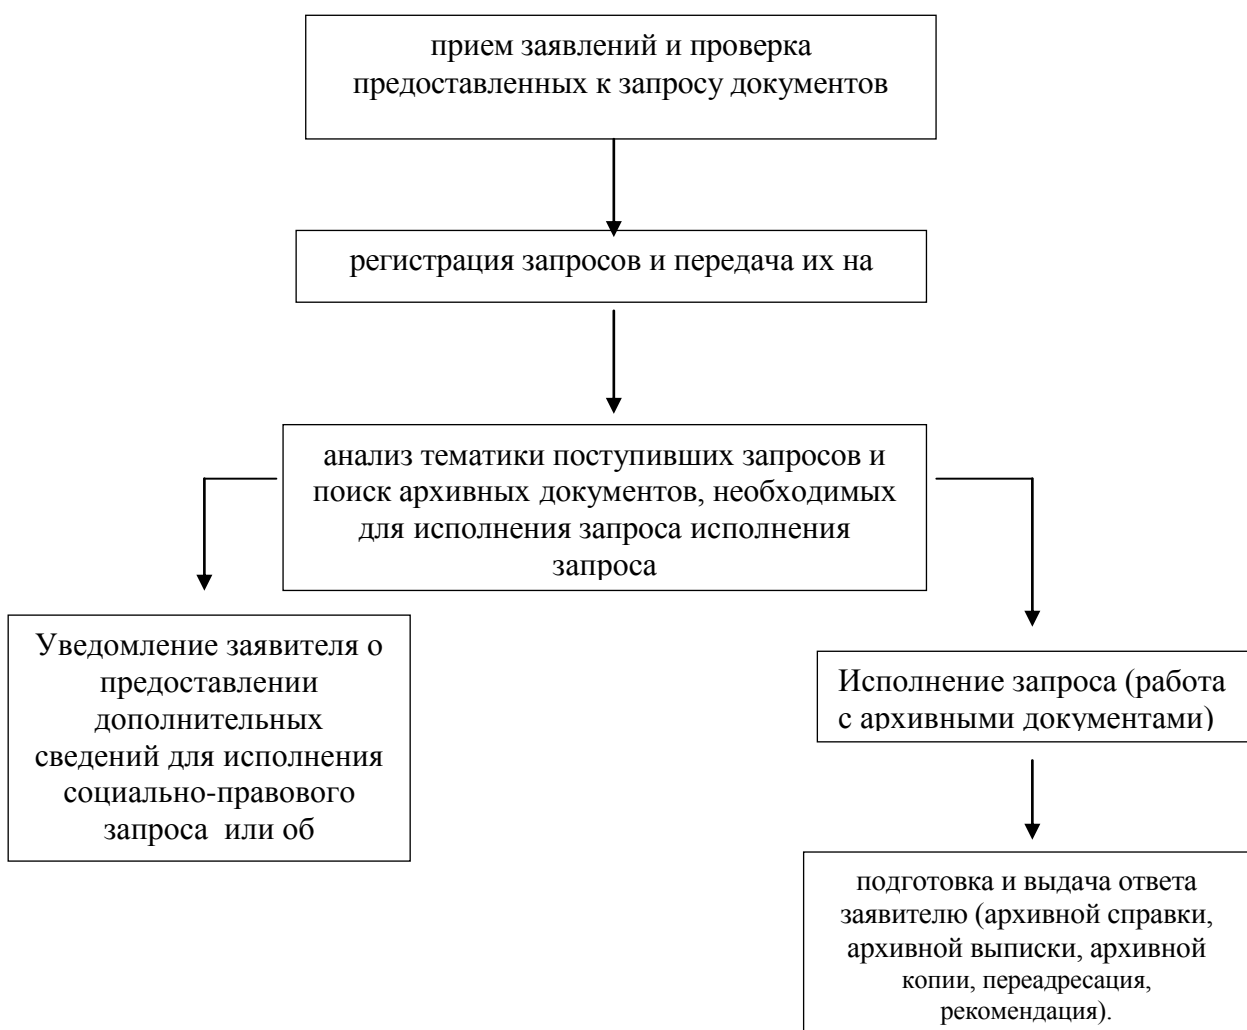 прием заявлений и проверка
предоставленных к запросу документов
регистрация запросов и передача их на
анализ тематики поступивших запросов и
поиск архивных документов, необходимых
для исполнения запроса исполнения
запроса
Уведомление заявителя о
предоставлении
дополнительных
сведений для исполнения
социально-правового
запроса или об
Исполнение запроса (работа
с архивными документами)
подготовка и выдача ответа
заявителю (архивной справки,
архивной выписки, архивной
копии, переадресация,
рекомендация).